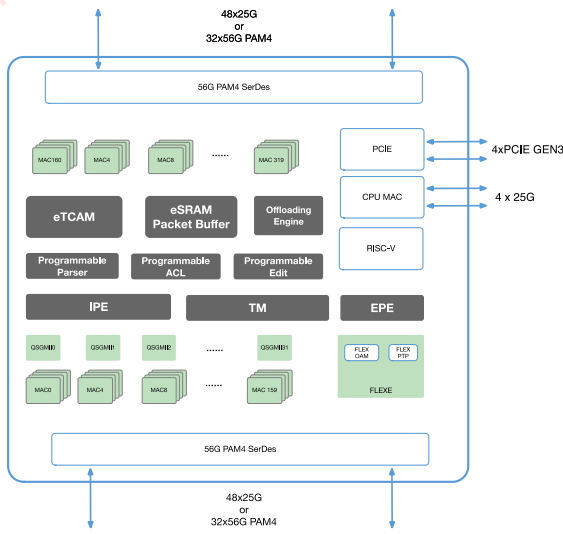 48x25G
or
32x56G PAM4
56G PAM4 SerDes
MAC160
MAC4
MAC8
......
MAC 319
PCIE
4xPCIE GEN3
CPU MAC
4 x 25G
eTCAM
eSRAM
Packet Buffer
Offloading
Engine
RISC-V
Programmable
Parser
Programmable
ACL
Programmable
Edit
IPE
TM
EPE
QSGMII0
QSGMII1
QSGMII2
......
QSGMII31
FLEX
OAM
FLEX
PTP
FLEXE
MAC0
MAC4
MAC8
......
MAC 159
56G PAM4 SerDes
48x25G
or
32x56G PAM4